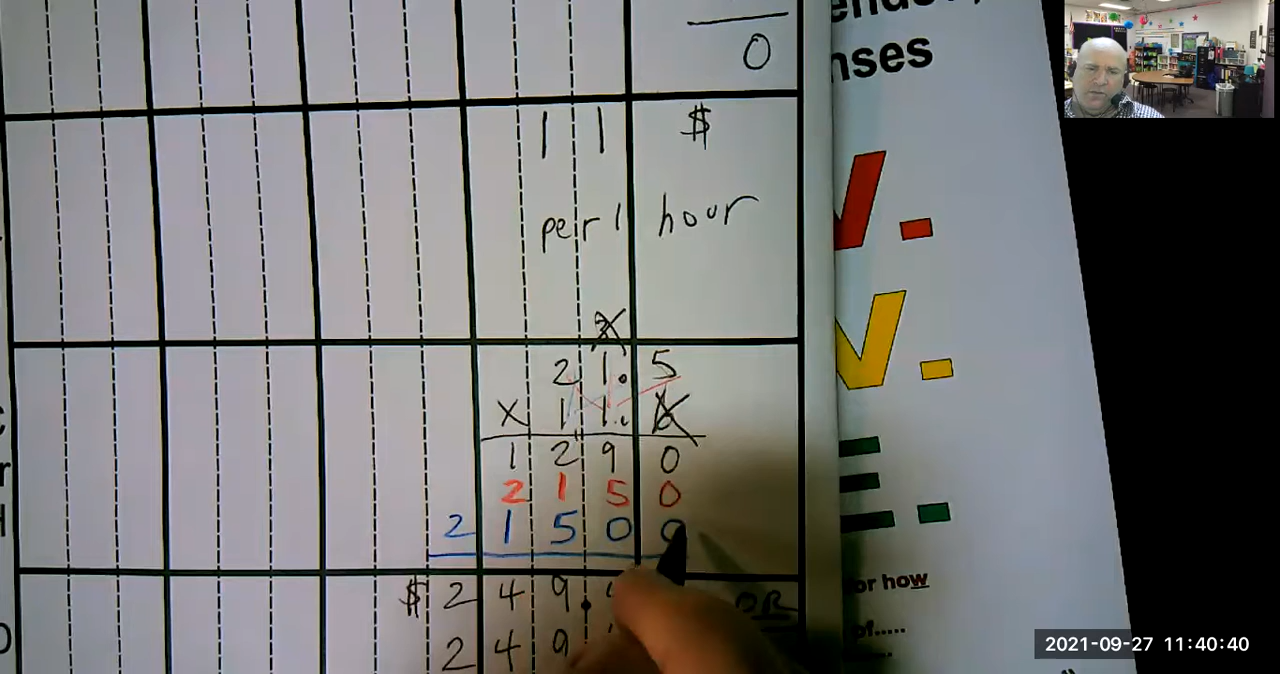 0
nses
1 1 $
per 1 hour
2 1. 5
x 1 1. 6
1 2 9 0
2 1 5 0
2 1 5 0 0
$ 2 4 9. OR
or how
2 4 9
2021-09-27 11:40:40